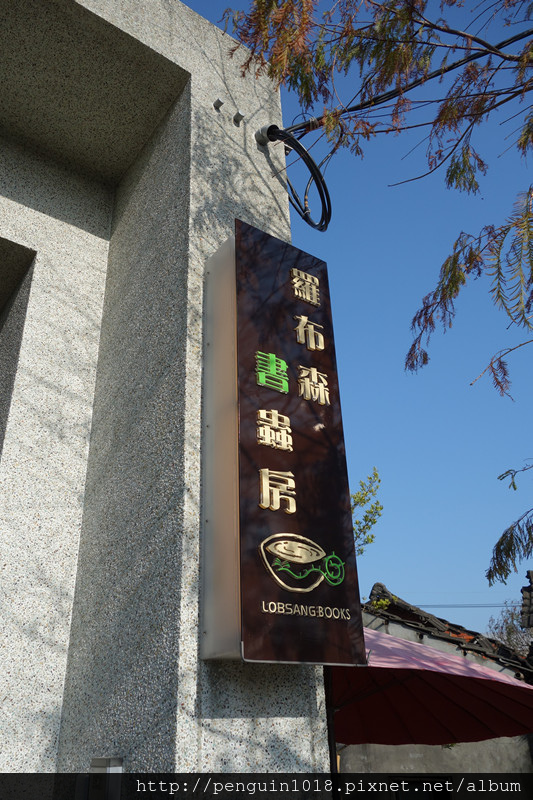 羅布森
書蟲房
LOBSANG BOOKS
http://penguin1018.pixnet.net/album